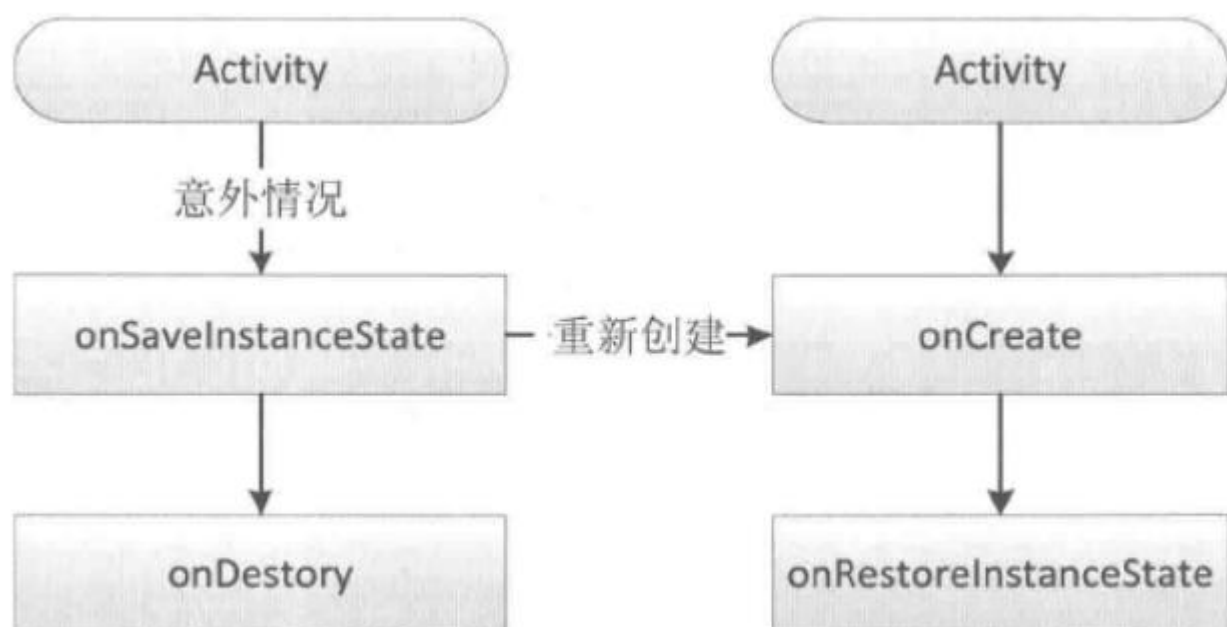 Activity
Activity
意外情况
onSaveInstanceState
重新创建
onCreate
onDestory
onRestoreInstanceState